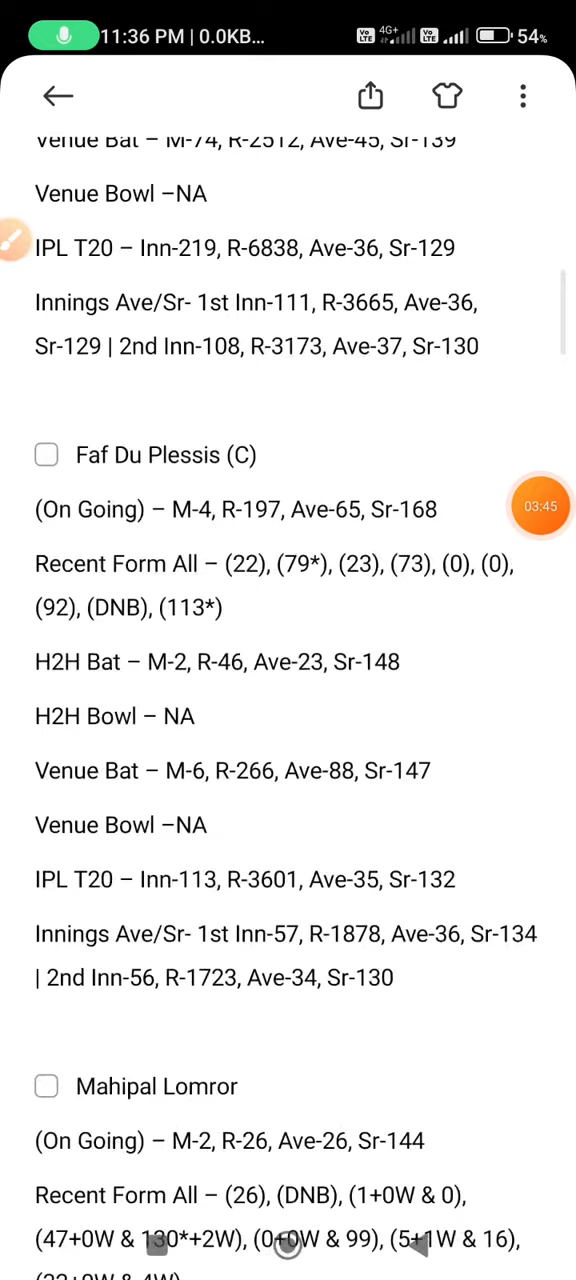 11:36 PM | 0.0KB... Vo LTE 4G+ Vo LTE 54%
Venue Bat – M-74, R-2512, Ave-45, Sr-139
Venue Bowl –NA
IPL T20 – Inn-219, R-6838, Ave-36, Sr-129
Innings Ave/Sr- 1st Inn-111, R-3665, Ave-36,
Sr-129 | 2nd Inn-108, R-3173, Ave-37, Sr-130
Faf Du Plessis (C)
(On Going) – M-4, R-197, Ave-65, Sr-168
03:45
Recent Form All – (22), (79*), (23), (73), (0), (0),
(92), (DNB), (113*)
H2H Bat – M-2, R-46, Ave-23, Sr-148
H2H Bowl – NA
Venue Bat – M-6, R-266, Ave-88, Sr-147
Venue Bowl –NA
IPL T20 – Inn-113, R-3601, Ave-35, Sr-132
Innings Ave/Sr- 1st Inn-57, R-1878, Ave-36, Sr-134
| 2nd Inn-56, R-1723, Ave-34, Sr-130
Mahipal Lomror
(On Going) – M-2, R-26, Ave-26, Sr-144
Recent Form All – (26), (DNB), (1+0W & 0),
(47+0W & 130*+2W), (0+0W & 99), (5+1W & 16),